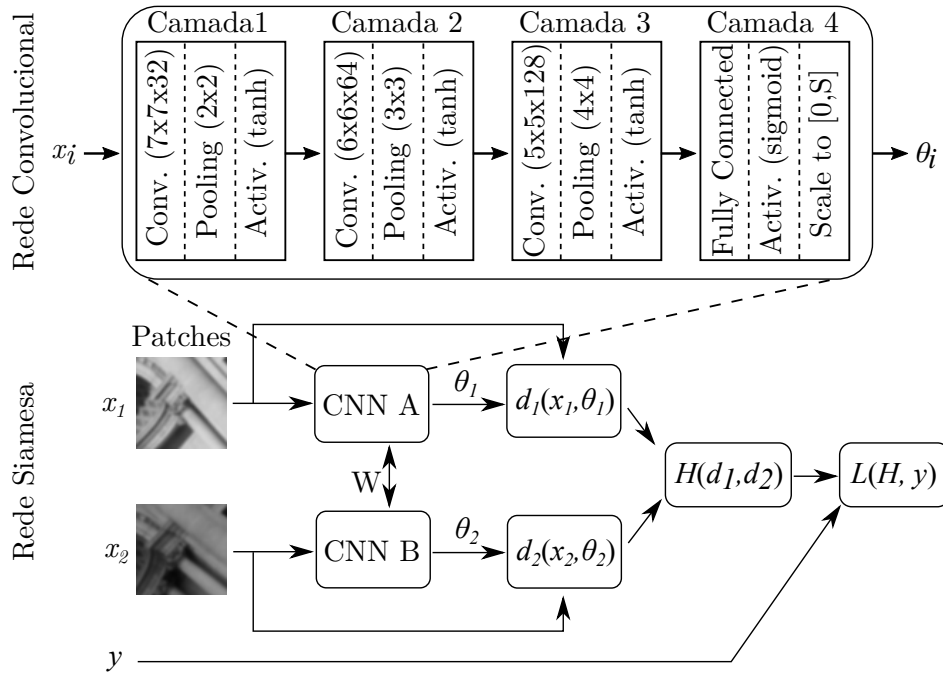 Rede Convolucional
Camada1
Camada 2
Camada 3
Camada 4
x_i
Conv. (7x7x32)
Pooling (2x2)
Activ. (tanh)
Conv. (6x6x64)
Pooling (3x3)
Activ. (tanh)
Conv. (5x5x128)
Pooling (4x4)
Activ. (tanh)
Fully Connected
Activ. (sigmoid)
Scale to [0,S]
θ_i
Rede Siamesa
Patches
x_1
CNN A
θ_1
d_1(x_1,θ_1)
W
H(d_1,d_2)
L(H, y)
x_2
CNN B
θ_2
d_2(x_2,θ_2)
y